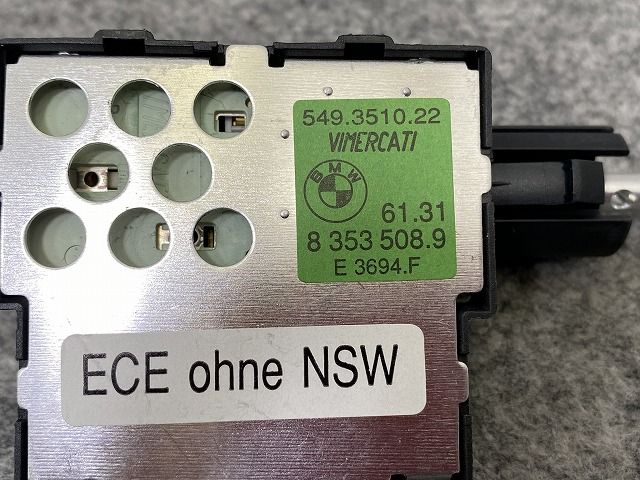 549.3510.22
VIMERCATI
BMW
61.31
8 353 508.9
E 3694.F
ECE ohne NSW